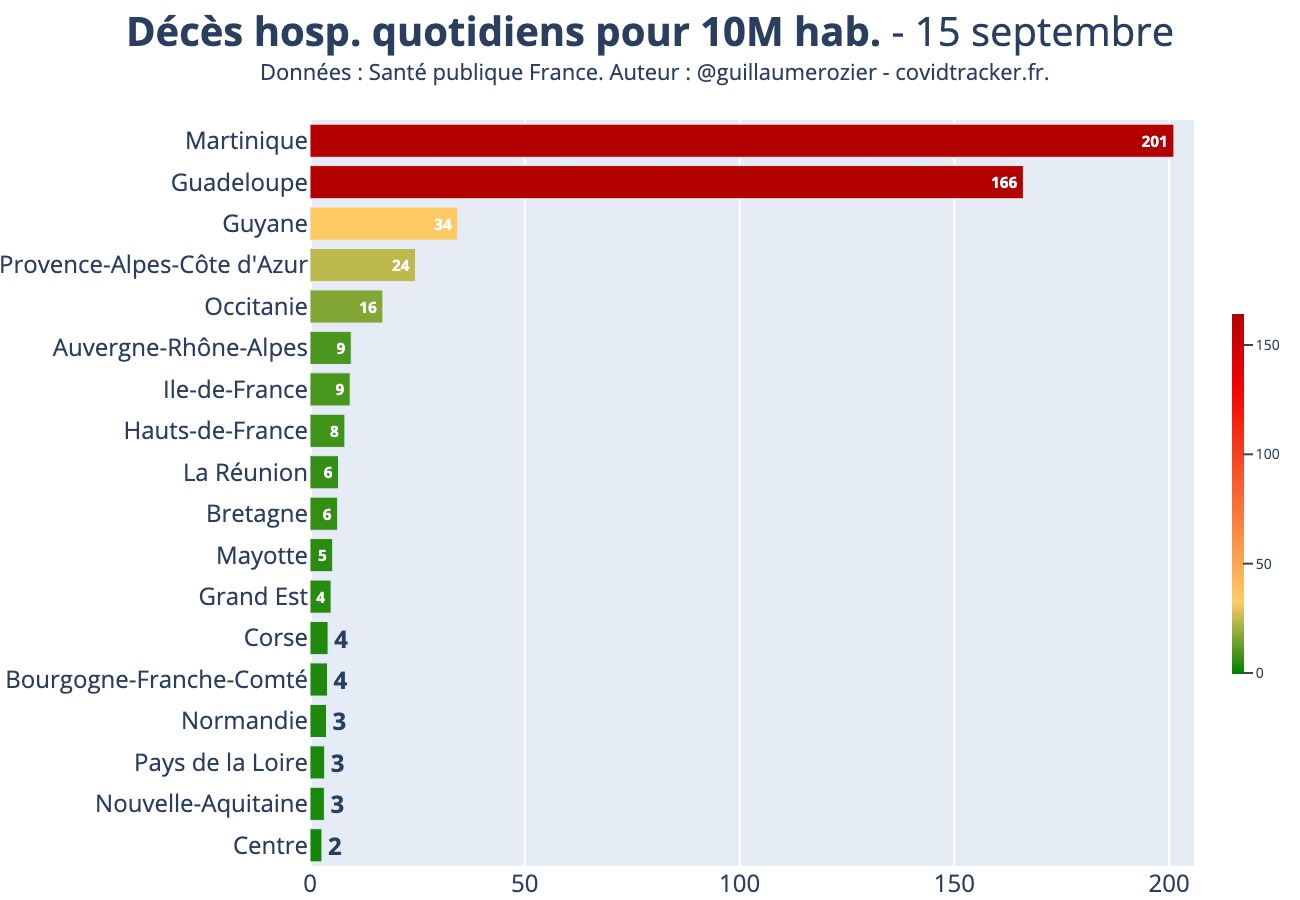 Décès hosp. quotidiens pour 10M hab. - 15 septembre
Données : Santé publique France. Auteur : @guillaumerozier - covidtracker.fr.
Martinique 201
Guadeloupe 166
Guyane 34
Provence-Alpes-Côte d'Azur 24
Occitanie 16
Auvergne-Rhône-Alpes 9
Ile-de-France 9
Hauts-de-France 8
La Réunion 6
Bretagne 6
Mayotte 5
Grand Est 4
Corse 4
Bourgogne-Franche-Comté 4
Normandie 3
Pays de la Loire 3
Nouvelle-Aquitaine 3
Centre 2
0 50 100 150 200
150
100
50
0